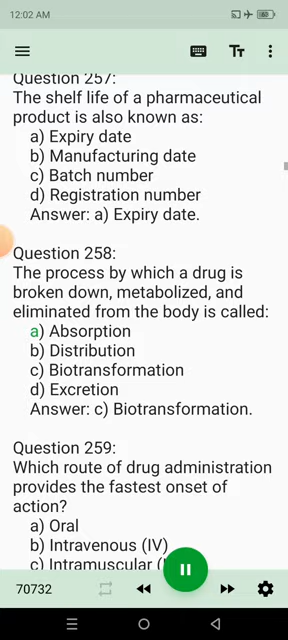 12:02 AM
Question 257:
The shelf life of a pharmaceutical
product is also known as:
a) Expiry date
b) Manufacturing date
c) Batch number
d) Registration number
Answer: a) Expiry date.
Question 258:
The process by which a drug is
broken down, metabolized, and
eliminated from the body is called:
a) Absorption
b) Distribution
c) Biotransformation
d) Excretion
Answer: c) Biotransformation.
Question 259:
Which route of drug administration
provides the fastest onset of
action?
a) Oral
b) Intravenous (IV)
c) Intramuscular (
70732